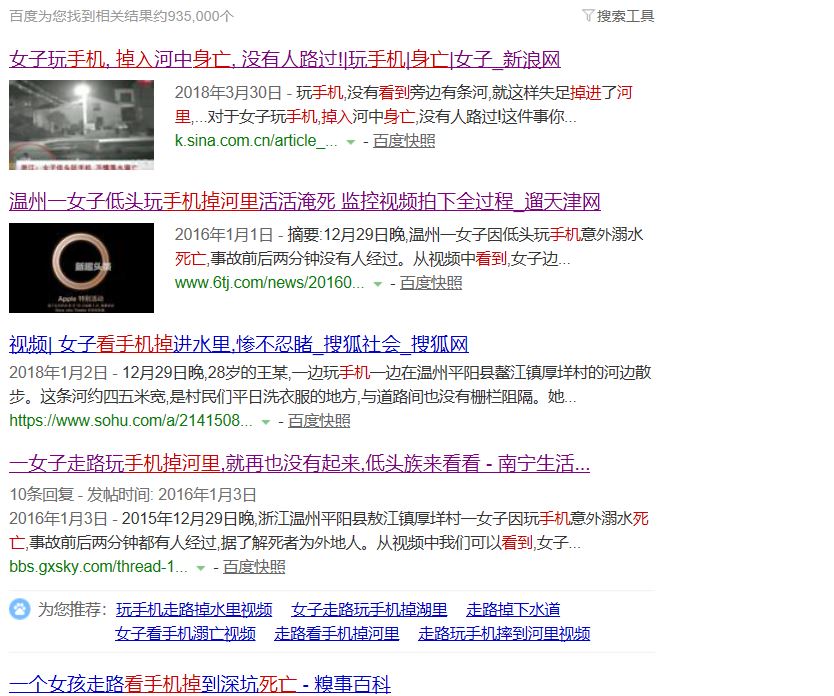 百度为您找到相关结果约935,000个
搜索工具
女子玩手机, 掉入河中身亡, 没有人路过!|玩手机|身亡|女子_新浪网
2018年3月30日 - 玩手机,没有看到旁边有条河,就这样失足掉进了河
里,...对于女子玩手机,掉入河中身亡,没有人路过!这件事你...
k.sina.com.cn/article_... - 百度快照
温州一女子低头玩手机掉河里活活淹死 监控视频拍下全过程_遛天津网
新闻头条
Apple 特别活动
2016年1月1日 - 摘要:12月29日晚,温州一女子因低头玩手机意外溺水
死亡,事故前后两分钟没有人经过。从视频中看到,女子边...
www.6tj.com/news/20160... - 百度快照
视频| 女子看手机掉进水里,惨不忍睹_搜狐社会_搜狐网
2018年1月2日 - 12月29日晚,28岁的王某,一边玩手机一边在温州平阳县鳌江镇厚垟村的河边散
步。这条河约四五米宽,是村民们平日洗衣服的地方,与道路间也没有栅栏阻隔。她...
https://www.sohu.com/a/2141508... - 百度快照
一女子走路玩手机掉河里,就再也没有起来,低头族来看看 - 南宁生活...
10条回复 - 发帖时间: 2016年1月3日
2016年1月3日 - 2015年12月29日晚,浙江温州平阳县敖江镇厚垟村一女子因玩手机意外溺水死
亡,事故前后两分钟都有人经过,据了解死者为外地人。从视频中我们可以看到,女子...
bbs.gxsky.com/thread-1... - 百度快照
为您推荐: 玩手机走路掉水里视频 女子走路玩手机掉湖里 走路掉下水道
女子看手机溺亡视频 走路看手机掉河里 走路玩手机摔到河里视频
一个女孩走路看手机掉到深坑死亡 - 糗事百科